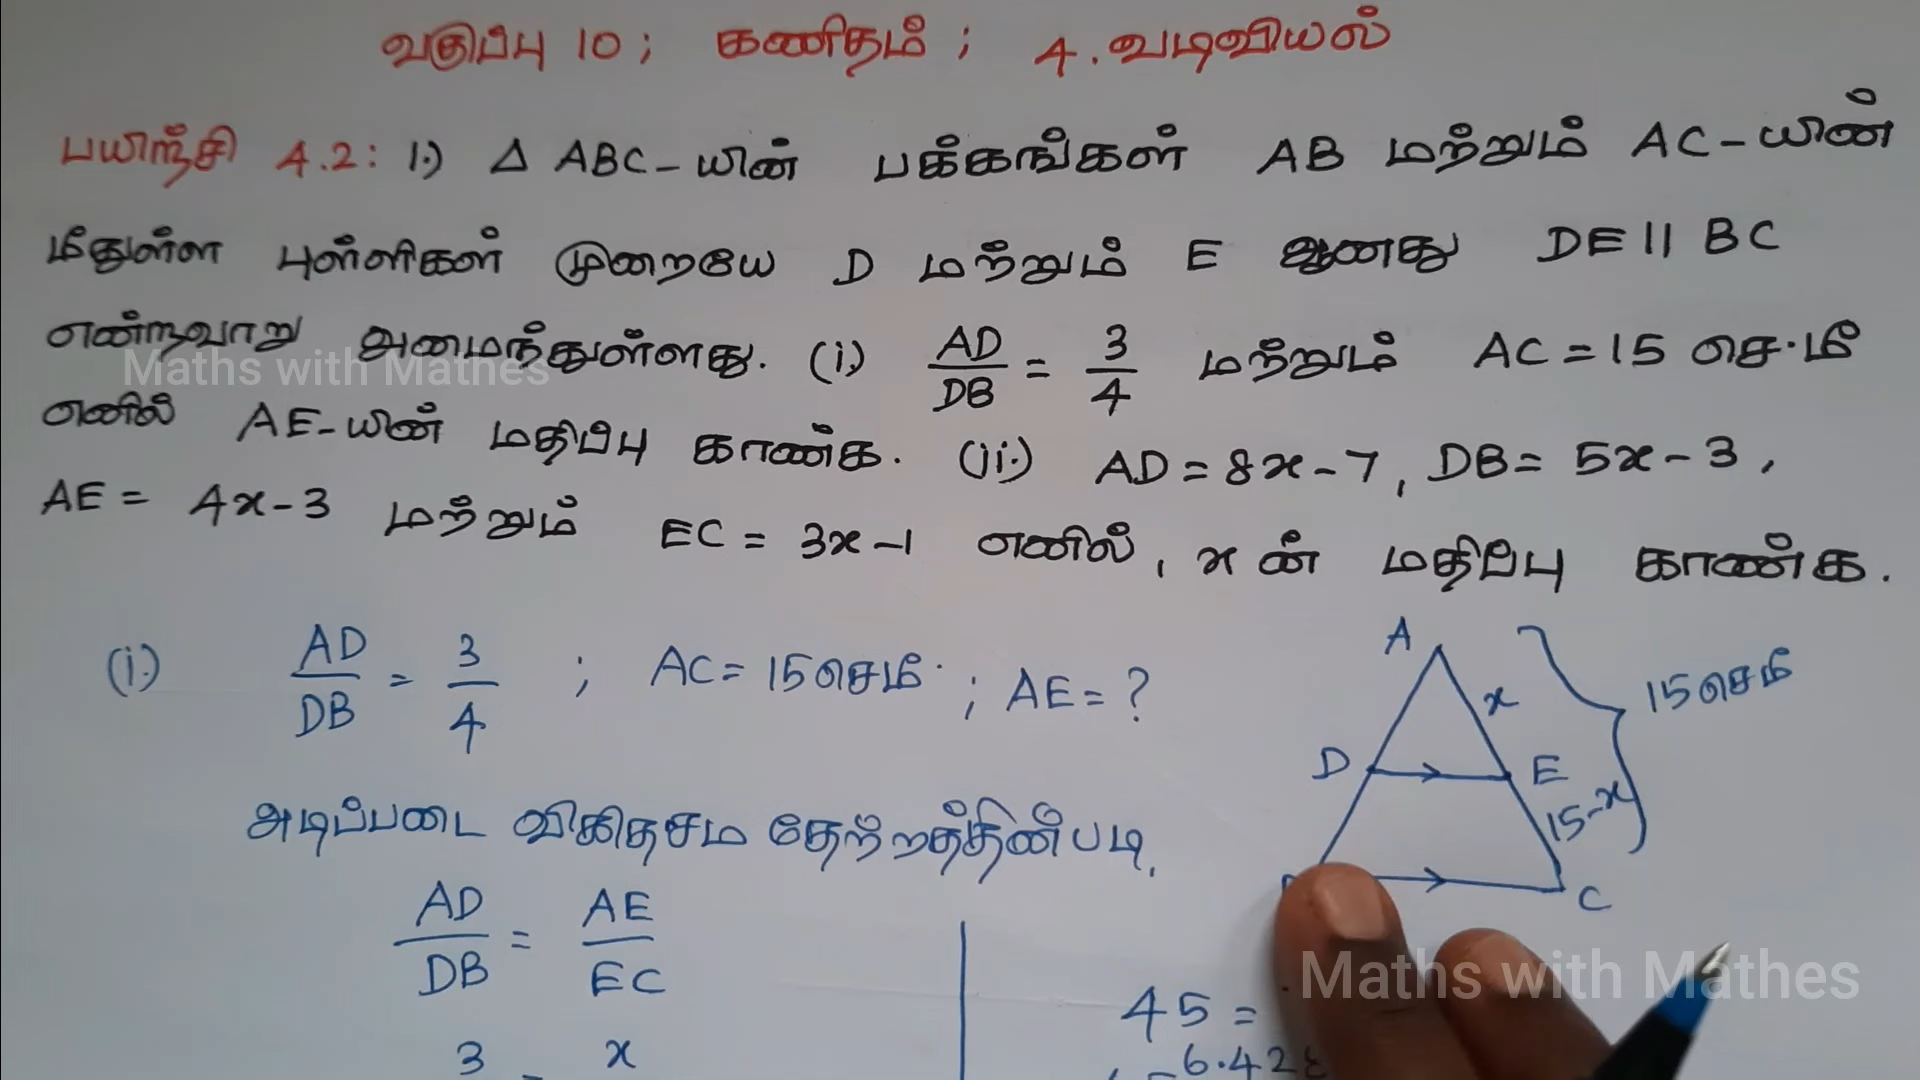 வகுப்பு 10 ; கணிதம் ; 4. வடிவியல்
பயிற்சி 4.2 : 1.) Δ ABC-யின் பக்கங்கள் AB மற்றும் AC-யின்
மீதுள்ள புள்ளிகள் முறையே D மற்றும் E ஆனது DE || BC
என்றவாறு அமைந்துள்ளது. (i.) AD/DB = 3/4 மற்றும் AC = 15 செ.மீ
Maths with Mathes
எனில் AE-யின் மதிப்பு காண்க. (ii.) AD = 8x - 7, DB = 5x - 3,
AE = 4x - 3 மற்றும் EC = 3x - 1 எனில், x ன் மதிப்பு காண்க.
(i.) AD/DB = 3/4 ; AC = 15 செமீ ; AE = ?
A
x
15 செமீ
D
E
15-x
C
அடிப்படை விகிதசம தேற்றத்தின்படி,
AD/DB = AE/EC
Maths with Mathes
45 =
3 x
6.428